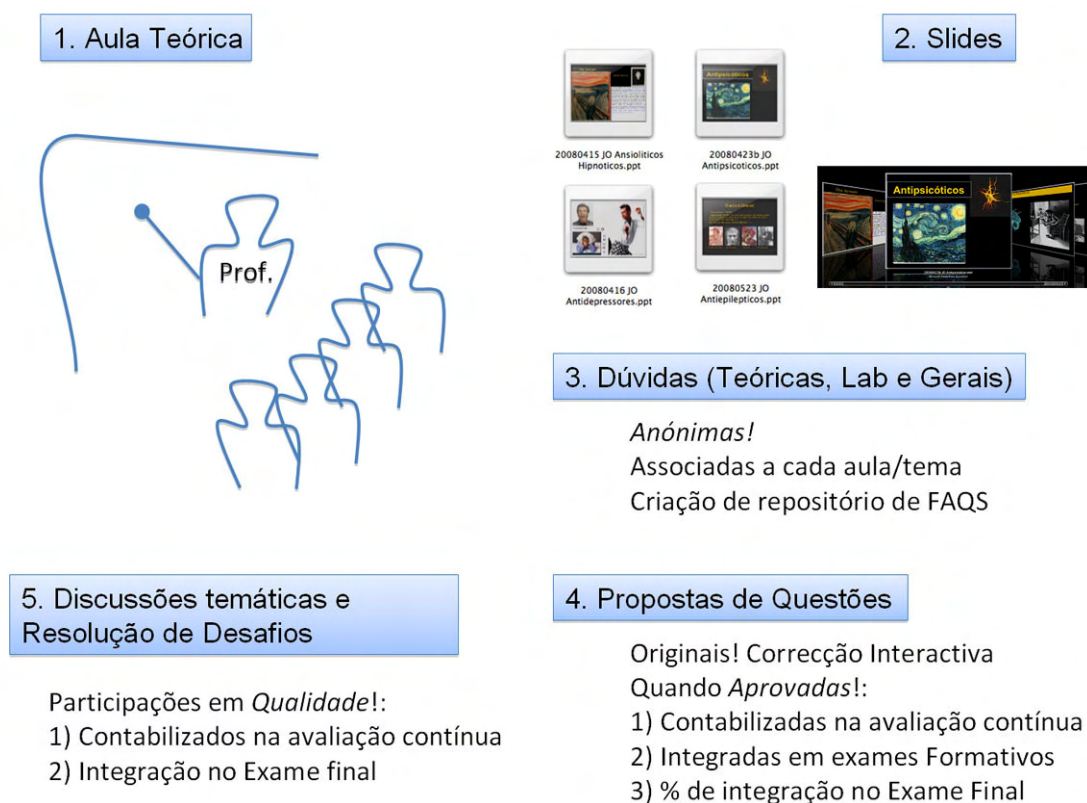 1. Aula Teórica
Prof.
2. Slides
20080415 JO Ansioliticos
Hipnoticos.ppt
20080423b JO
Antipsicoticos.ppt
20080416 JO
Antidepressores.ppt
20080523 JO
Antiepilepticos.ppt
Antipsicóticos
Antipsicóticos
3. Dúvidas (Teóricas, Lab e Gerais)
Anónimas!
Associadas a cada aula/tema
Criação de repositório de FAQS
4. Propostas de Questões
Originais! Correcção Interactiva
Quando Aprovadas!:
1) Contabilizadas na avaliação contínua
2) Integradas em exames Formativos
3) % de integração no Exame Final
5. Discussões temáticas e
Resolução de Desafios
Participações em Qualidade!:
1) Contabilizados na avaliação contínua
2) Integração no Exame final